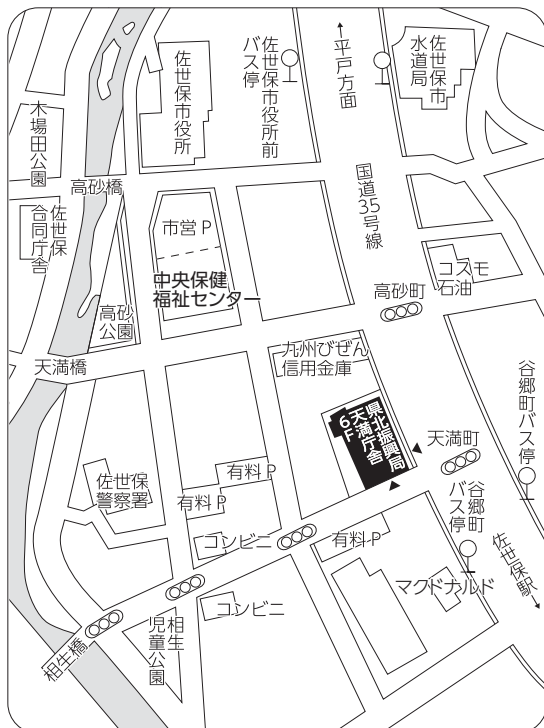 ↑平戸方面
佐世保市
水道局
佐世保市役所前
バス停
佐世保市役所
木場田公園
高砂橋
国道35号線
佐世保
合同庁舎
市営P
中央保健
福祉センター
コスモ
石油
高砂町
高砂
公園
天満橋
九州ひぜん
信用金庫
谷郷町バス停
県北振興局
天満庁舎
6F
天満町
佐世保
警察署
有料P
有料P
谷郷町
バス停
コンビニ
有料P
佐世保駅→
マクドナルド
コンビニ
相生
児童公園
相生橋